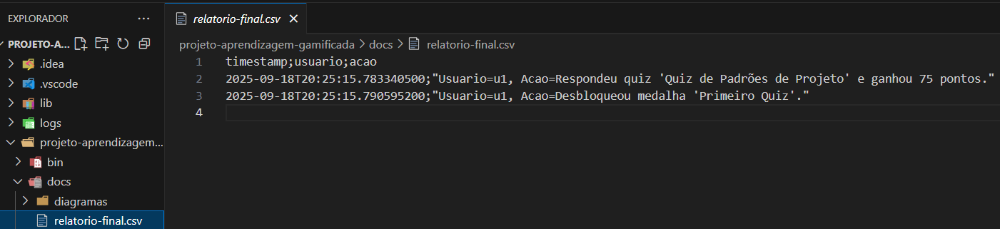 EXPLORADOR
PROJETO-A...
.idea
.vscode
lib
logs
projeto-aprendizagem...
bin
docs
diagramas
relatorio-final.csv
relatorio-final.csv
projeto-aprendizagem-gamificada > docs > relatorio-final.csv
1 timestamp;usuario;acao
2 2025-09-18T20:25:15.783340500;"Usuario=u1, Acao=Respondeu quiz 'Quiz de Padrões de Projeto' e ganhou 75 pontos."
3 2025-09-18T20:25:15.790595200;"Usuario=u1, Acao=Desbloqueou medalha 'Primeiro Quiz'."
4